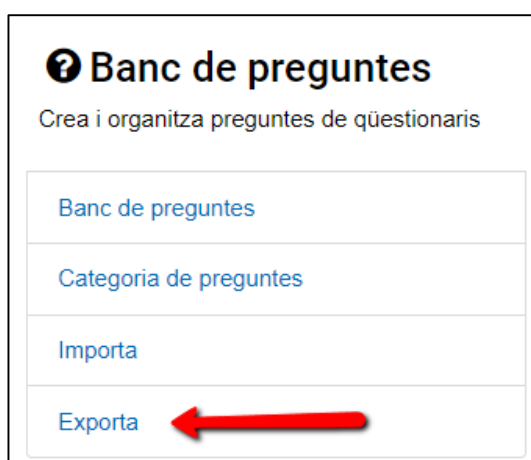 Banc de preguntes
Crea i organitza preguntes de qüestionaris
Banc de preguntes
Categoria de preguntes
Importa
Exporta